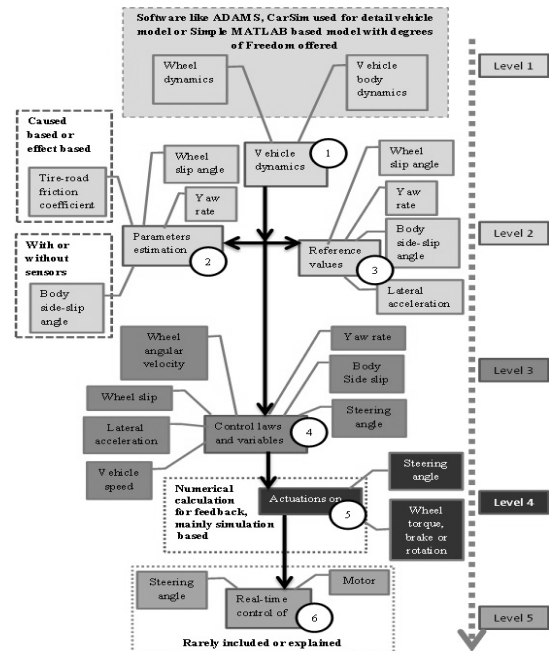 Software like ADAMS, CarSim used for detail vehicle
model or Simple MATLAB based model with degrees
of Freedom offered
Wheel
dynamics
Vehicle
body
dynamics
Level 1
Caused
based or
effect based
Tire-road
friction
coefficient
Wheel
slip angle
Yaw
rate
Vehicle
dynamics
1
Wheel
slip angle
Yaw
rate
Body
side-slip
angle
Lateral
acceleration
Level 2
Parameters
estimation
2
Reference
values
3
With or
without
sensors
Body
side-slip
angle
Wheel
angular
velocity
Yaw rate
Body
Side slip
Level 3
Wheel slip
Steering
angle
Lateral
acceleration
Control laws
and variables
4
Vehicle
speed
Numerical
calculation
for feedback,
mainly simulation
based
Actuations on
5
Steering
angle
Wheel
torque,
brake or
rotation
Level 4
Steering
angle
Motor
Real-time
control of
6
Rarely included or explained
Level 5